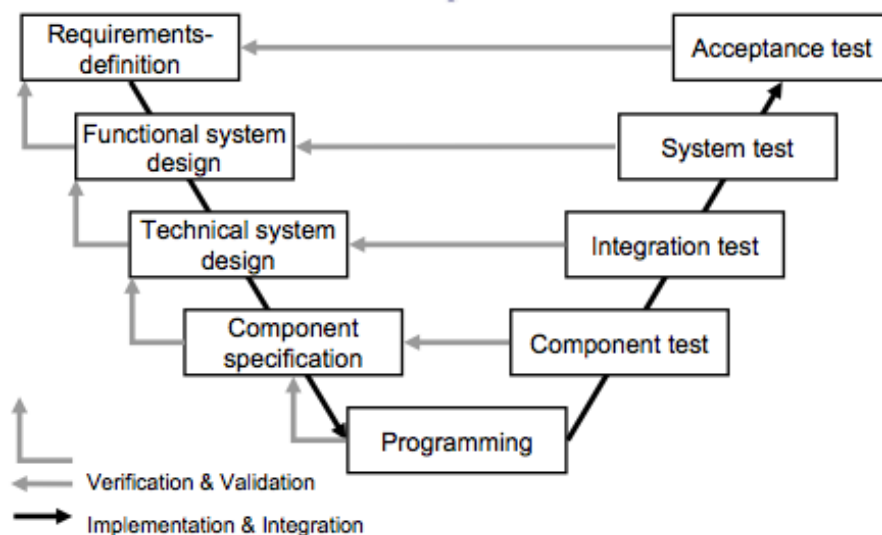 Requirements-
definition
Acceptance test
Functional system
design
System test
Technical system
design
Integration test
Component
specification
Component test
Programming
Verification & Validation
Implementation & Integration